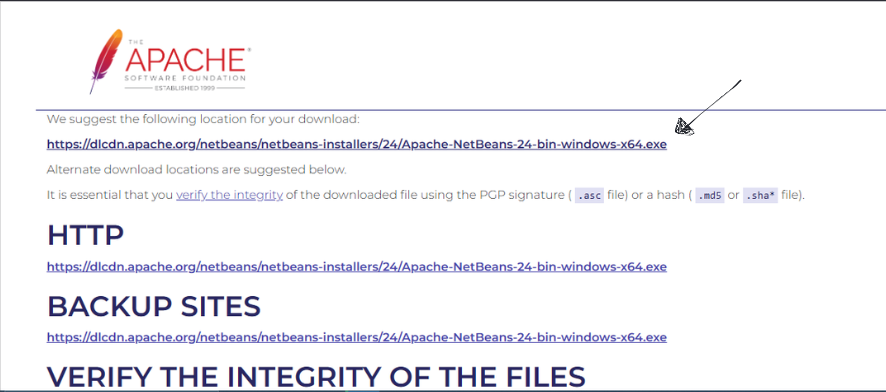 THE
APACHE®
SOFTWARE FOUNDATION
ESTABLISHED 1999
We suggest the following location for your download:
https://dlcdn.apache.org/netbeans/netbeans-installers/24/Apache-NetBeans-24-bin-windows-x64.exe
Alternate download locations are suggested below.
It is essential that you verify the integrity of the downloaded file using the PGP signature ( .asc file) or a hash ( .md5 or .sha* file).
HTTP
https://dlcdn.apache.org/netbeans/netbeans-installers/24/Apache-NetBeans-24-bin-windows-x64.exe
BACKUP SITES
https://dlcdn.apache.org/netbeans/netbeans-installers/24/Apache-NetBeans-24-bin-windows-x64.exe
VERIFY THE INTEGRITY OF THE FILES